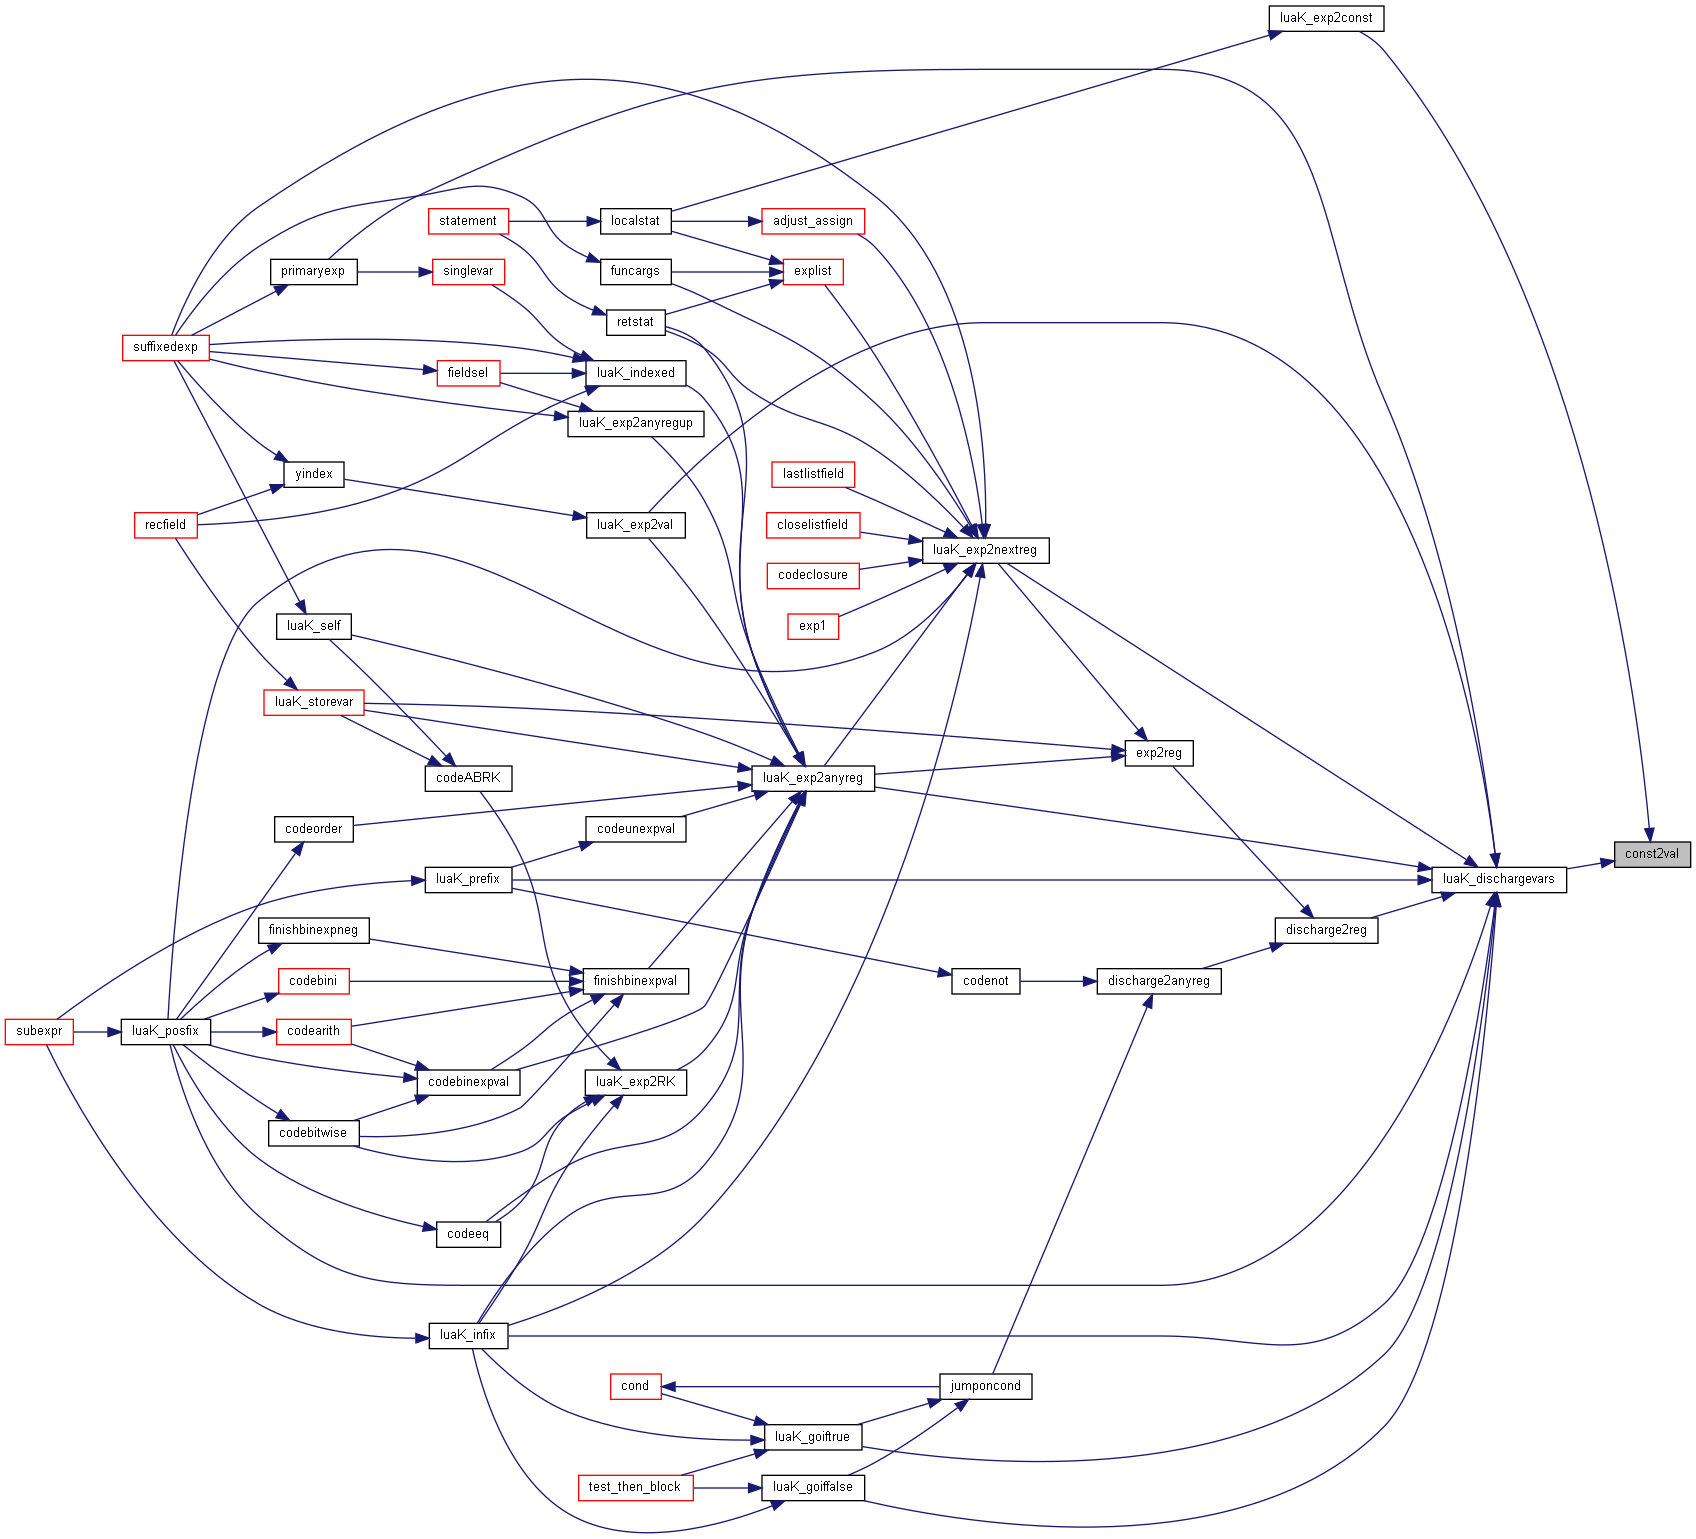 luaK_exp2const
statement
localstat
adjust_assign
primaryexp
singlevar
funcargs
explist
retstat
suffixedexp
fieldsel
luaK_indexed
luaK_exp2anyregup
yindex
lastlistfield
recfield
luaK_exp2val
closelistfield
luaK_exp2nextreg
codeclosure
luaK_self
exp1
luaK_storevar
exp2reg
codeABRK
luaK_exp2anyreg
codeorder
codeunexpval
const2val
luaK_prefix
luaK_dischargevars
finishbinexpneg
discharge2reg
codebini
finishbinexpval
codenot
discharge2anyreg
subexpr
luaK_posfix
codearith
codebinexpval
luaK_exp2RK
codebitwise
codeeq
luaK_infix
cond
jumponcond
luaK_goiftrue
test_then_block
luaK_goiffalse